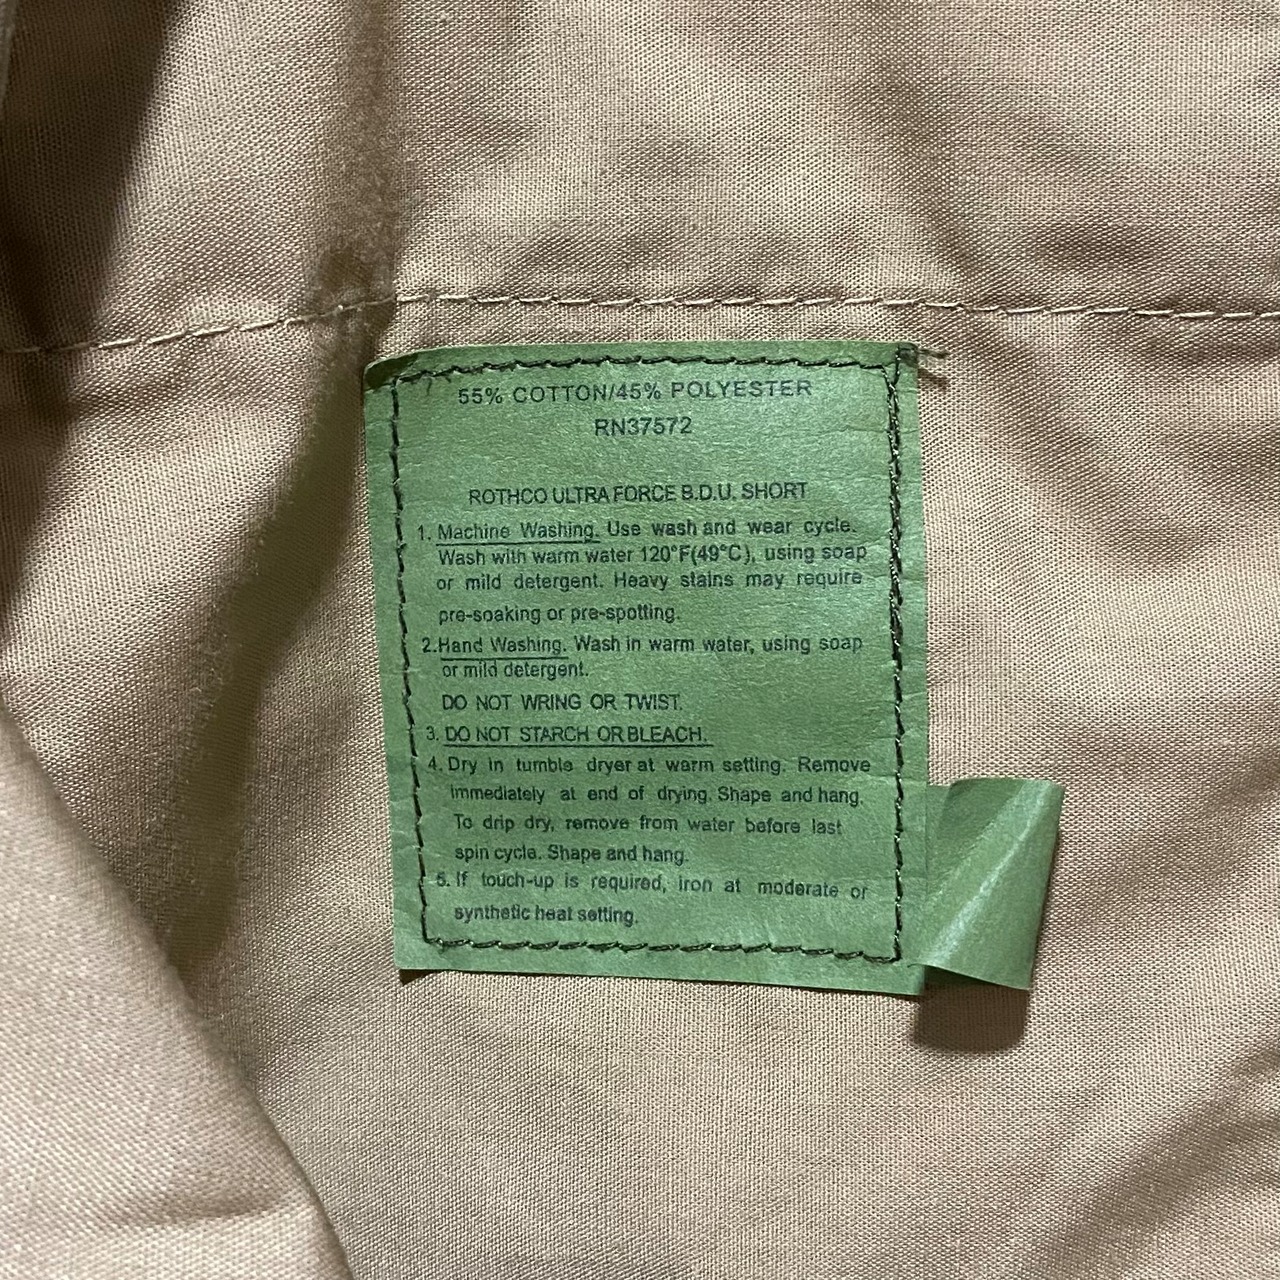 55% COTTON/45% POLYESTER
RN37572
ROTHCO ULTRA FORCE B.D.U. SHORT
1. Machine Washing. Use wash and wear cycle.
Wash with warm water 120°F(49°C), using soap
or mild detergent. Heavy stains may require
pre-soaking or pre-spotting.
2.Hand Washing. Wash in warm water, using soap
or mild detergent.
DO NOT WRING OR TWIST.
3. DO NOT STARCH OR BLEACH.
4. Dry in tumble dryer at warm setting. Remove
immediately at end of drying. Shape and hang.
To drip dry, remove from water before last
spin cycle. Shape and hang.
5. If touch-up is required, iron at moderate or
synthetic heat setting.